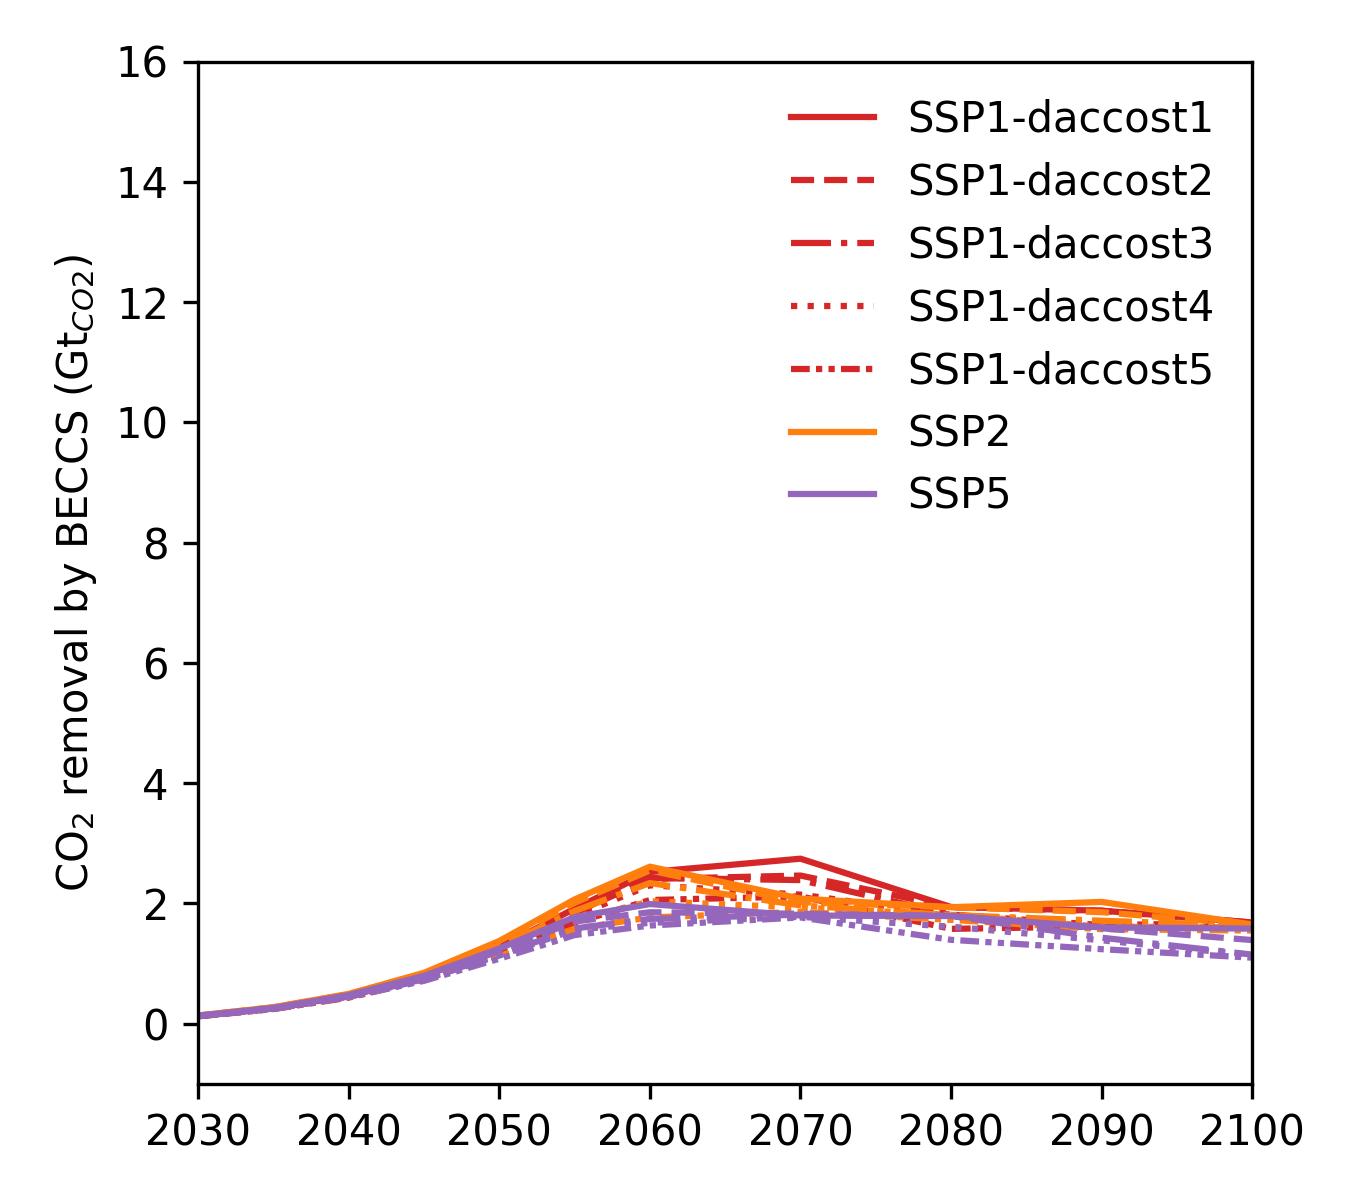 CO2 removal by BECCS (GtCO2)
16
14
12
10
8
6
4
2
0
SSP1-daccost1
SSP1-daccost2
SSP1-daccost3
SSP1-daccost4
SSP1-daccost5
SSP2
SSP5
2030 2040 2050 2060 2070 2080 2090 2100